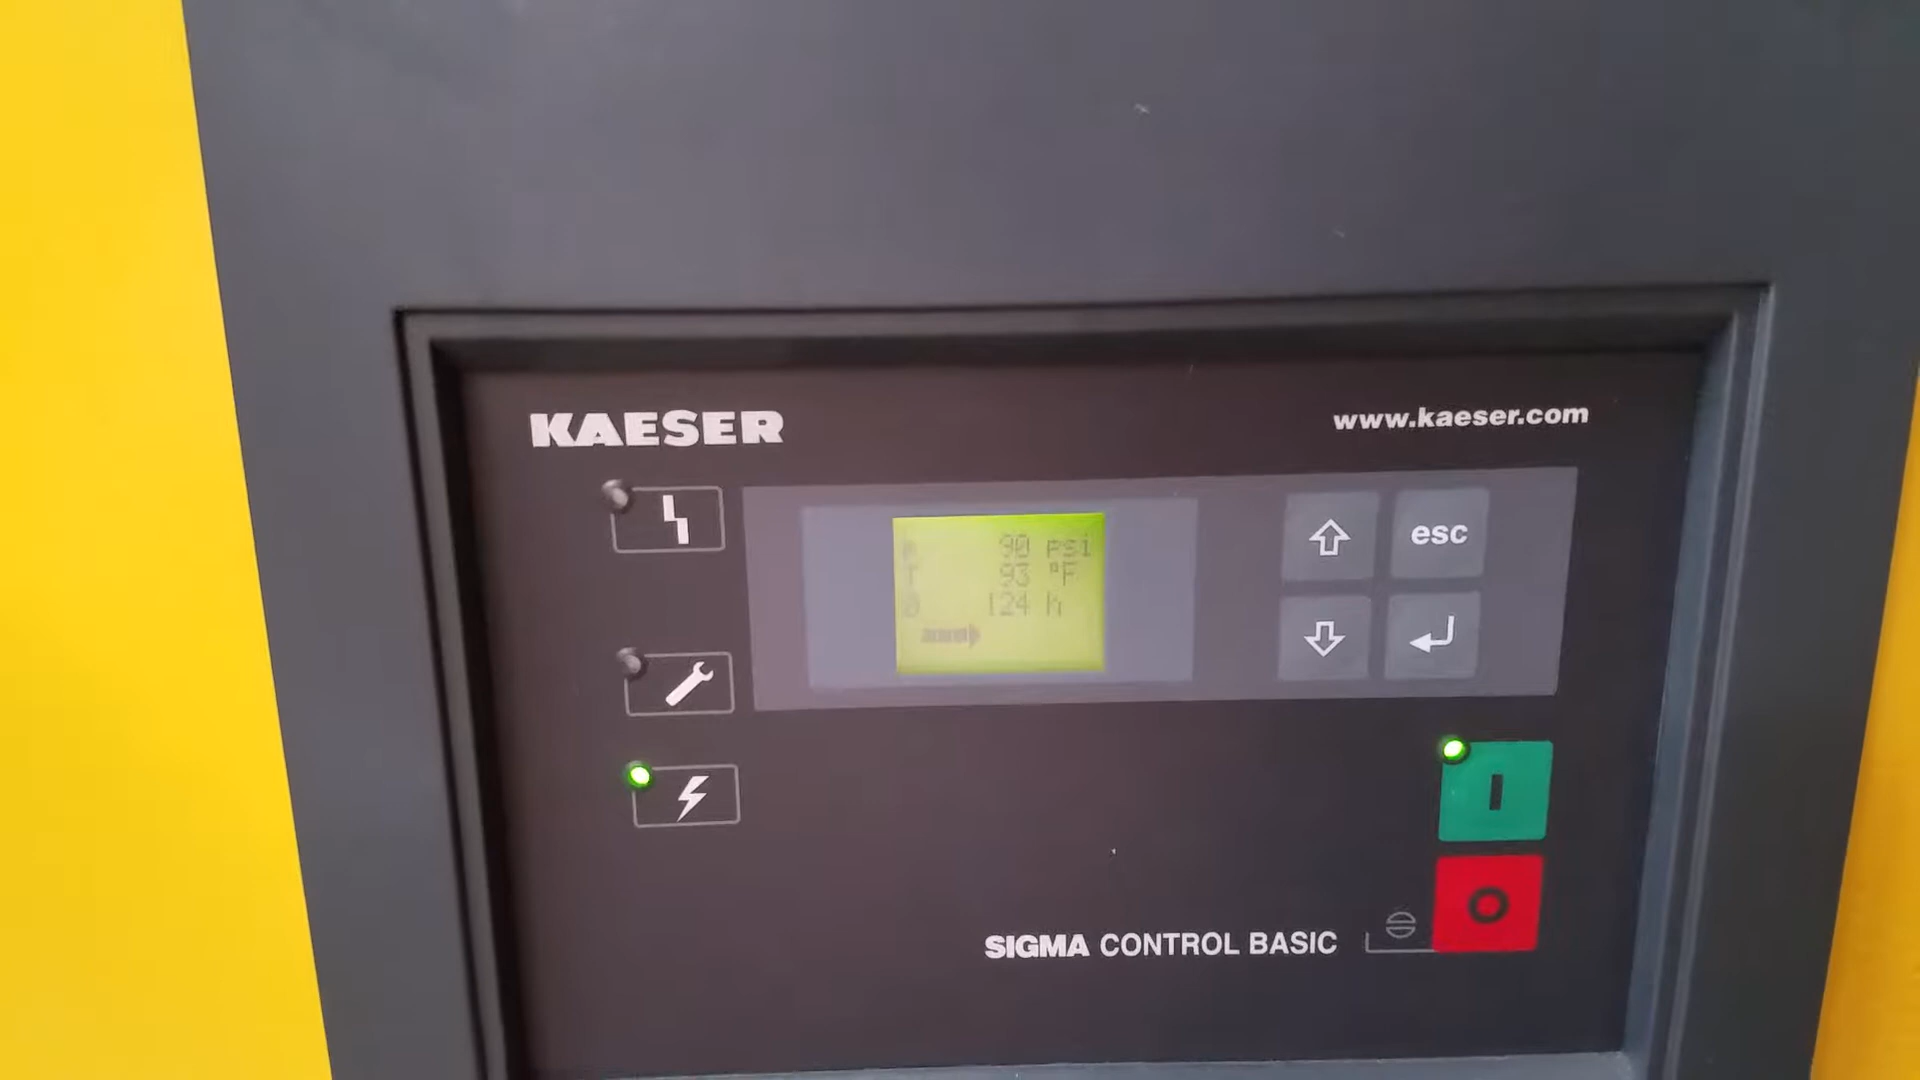 KAESER
www.kaeser.com
p 90 psi
T 93 °F
124 h
esc
I
O
SIGMA CONTROL BASIC